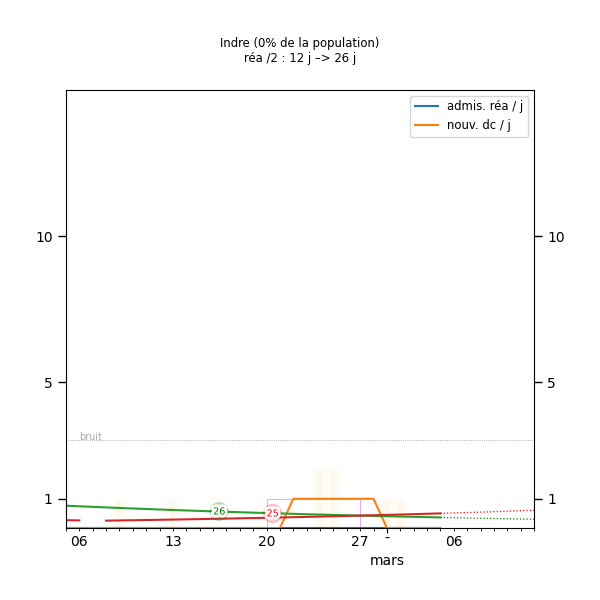 Indre (0% de la population)
réa /2 : 12 j –> 26 j
admis. réa / j
nouv. dc / j
10
10
5
5
bruit
1
1
26
25
06
13
20
27
-
06
mars